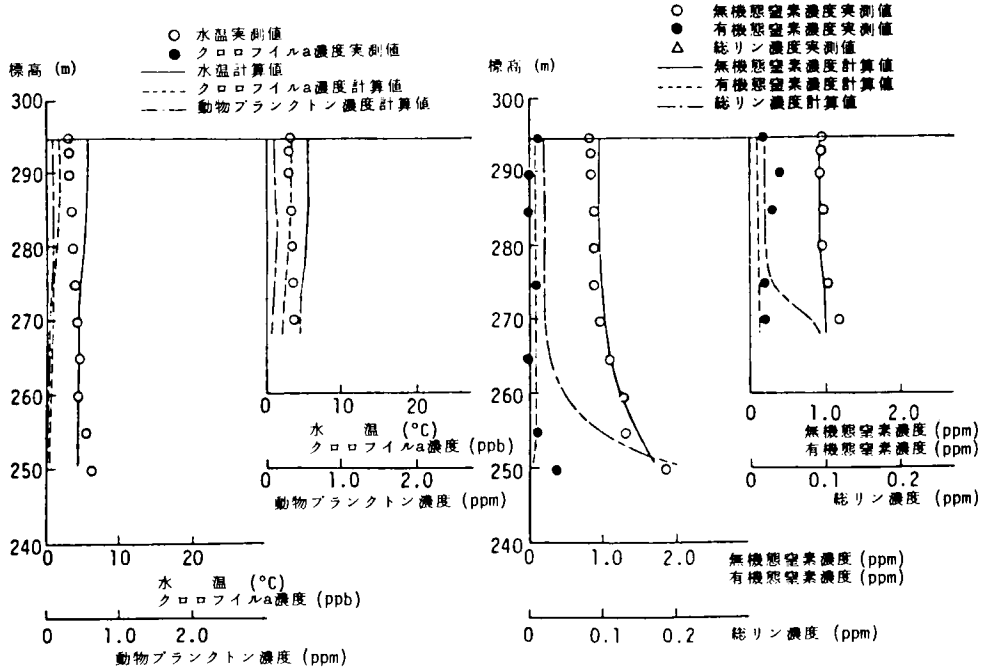 ○ 水温実測値
● クロロフィルa濃度実測値
—— 水温計算値
----- クロロフィルa濃度計算値
—-— 動物プランクトン濃度計算値
標高 (m)
300
290
280
270
260
250
240
0 10 20
水 温 (°C)
クロロフィルa濃度 (ppb)
0 1.0 2.0
動物プランクトン濃度 (ppm)
0 10 20
水 温 (°C)
クロロフィルa濃度 (ppb)
0 1.0 2.0
動物プランクトン濃度 (ppm)
○ 無機態窒素濃度実測値
● 有機態窒素濃度実測値
△ 総リン濃度実測値
—— 無機態窒素濃度計算値
----- 有機態窒素濃度計算値
—-— 総リン濃度計算値
標高 (m)
300
290
280
270
260
250
240
0 1.0 2.0
無機態窒素濃度 (ppm)
有機態窒素濃度 (ppm)
0 0.1 0.2
総リン濃度 (ppm)
0 1.0 2.0
無機態窒素濃度 (ppm)
有機態窒素濃度 (ppm)
0 0.1 0.2
総リン濃度 (ppm)